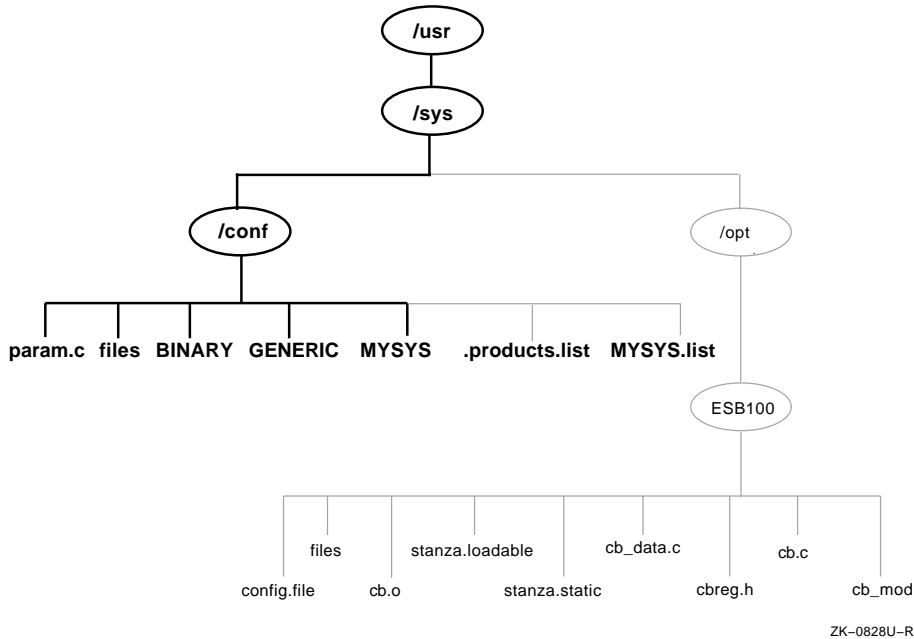 /usr
/sys
/conf
/opt
param.c files BINARY GENERIC MYSYS .products.list MYSYS.list
ESB100
files stanza.loadable cb_data.c cb.c
config.file cb.o stanza.static cbreg.h cb_mod
ZK–0828U–R